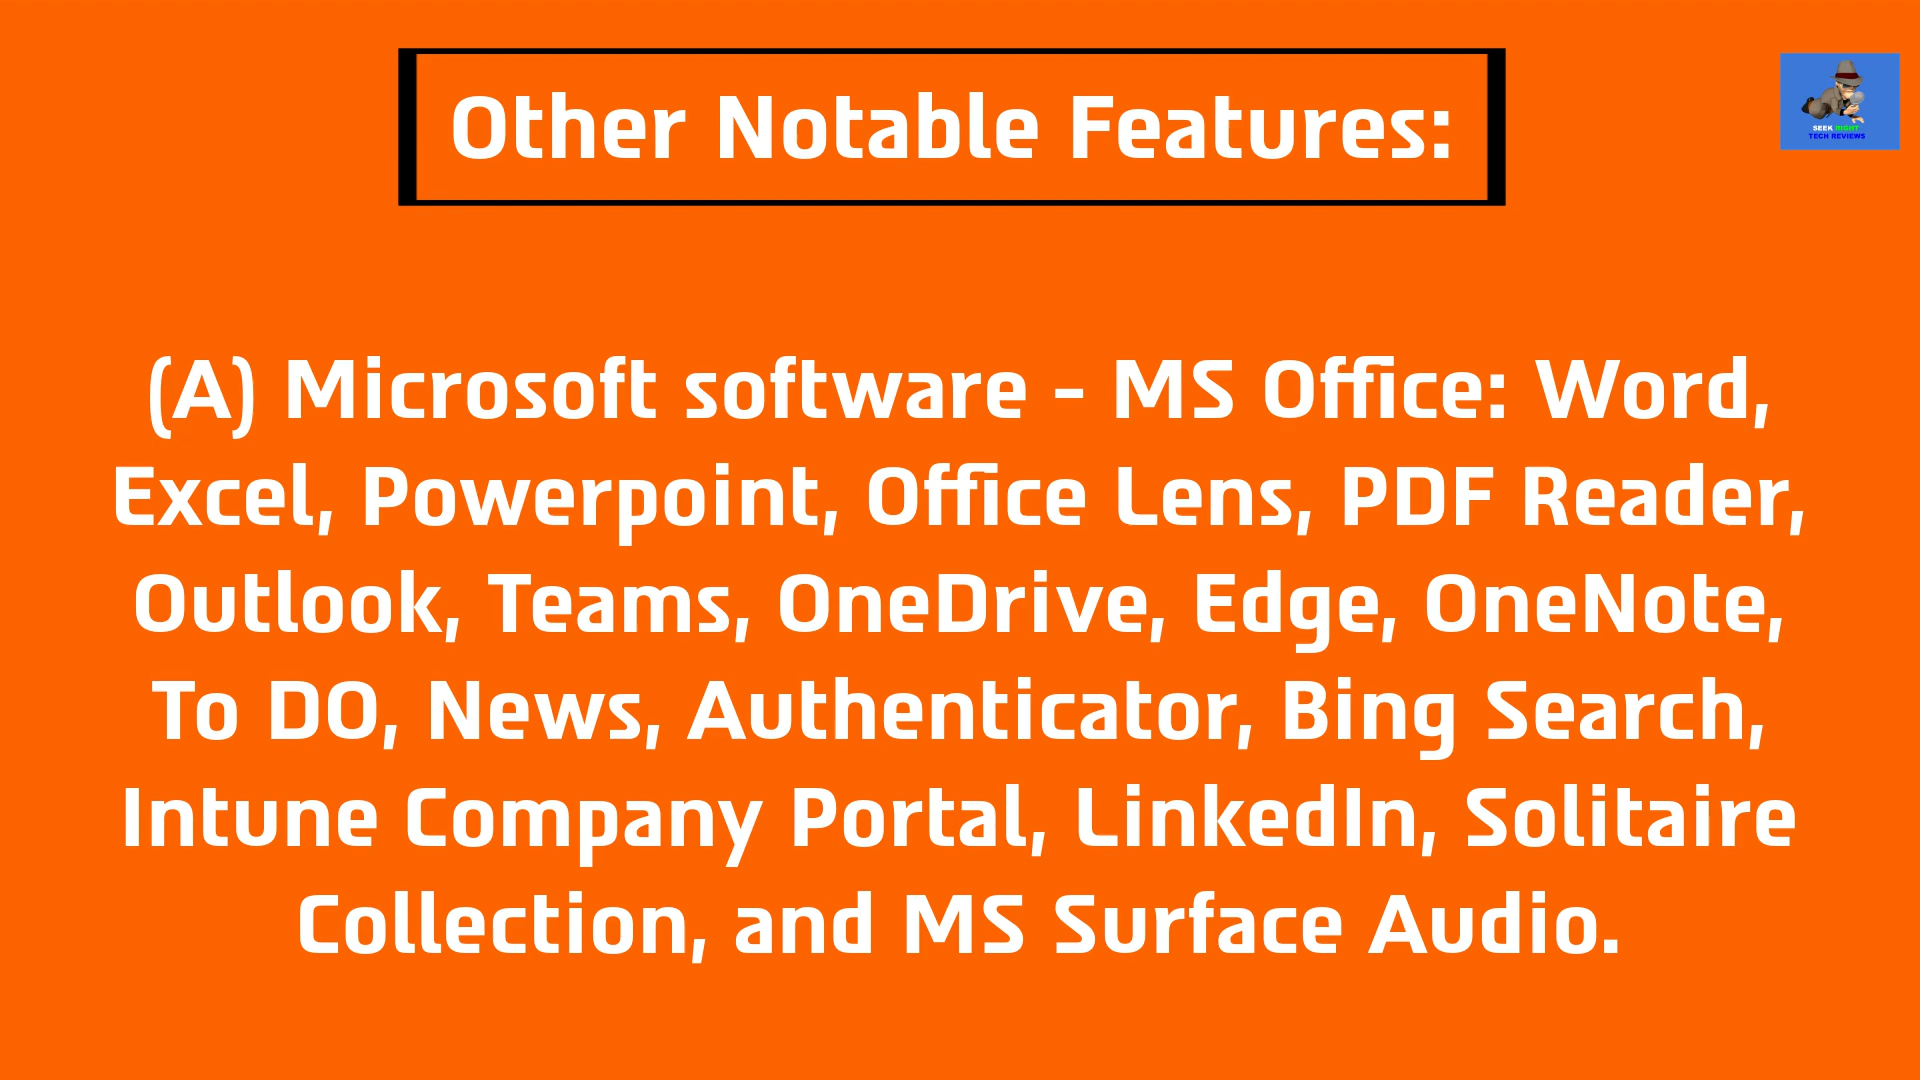 Other Notable Features:
SEEK RIGHT
TECH REVIEWS
(A) Microsoft software - MS Office: Word,
Excel, Powerpoint, Office Lens, PDF Reader,
Outlook, Teams, OneDrive, Edge, OneNote,
To DO, News, Authenticator, Bing Search,
Intune Company Portal, LinkedIn, Solitaire
Collection, and MS Surface Audio.